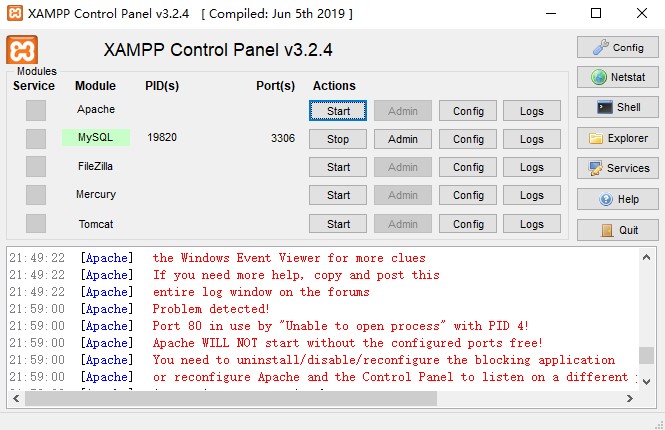 XAMPP Control Panel v3.2.4   [ Compiled: Jun 5th 2019 ]
XAMPP Control Panel v3.2.4
Config
Modules
Service Module PID(s) Port(s) Actions
Netstat
Apache Start Admin Config Logs
Shell
MySQL 19820 3306 Stop Admin Config Logs
Explorer
FileZilla Start Admin Config Logs
Services
Mercury Start Admin Config Logs
Help
Tomcat Start Admin Config Logs
Quit
21:49:22 [Apache] the Windows Event Viewer for more clues
21:49:22 [Apache] If you need more help, copy and post this
21:49:22 [Apache] entire log window on the forums
21:59:00 [Apache] Problem detected!
21:59:00 [Apache] Port 80 in use by "Unable to open process" with PID 4!
21:59:00 [Apache] Apache WILL NOT start without the configured ports free!
21:59:00 [Apache] You need to uninstall/disable/reconfigure the blocking application
21:59:00 [Apache] or reconfigure Apache and the Control Panel to listen on a different